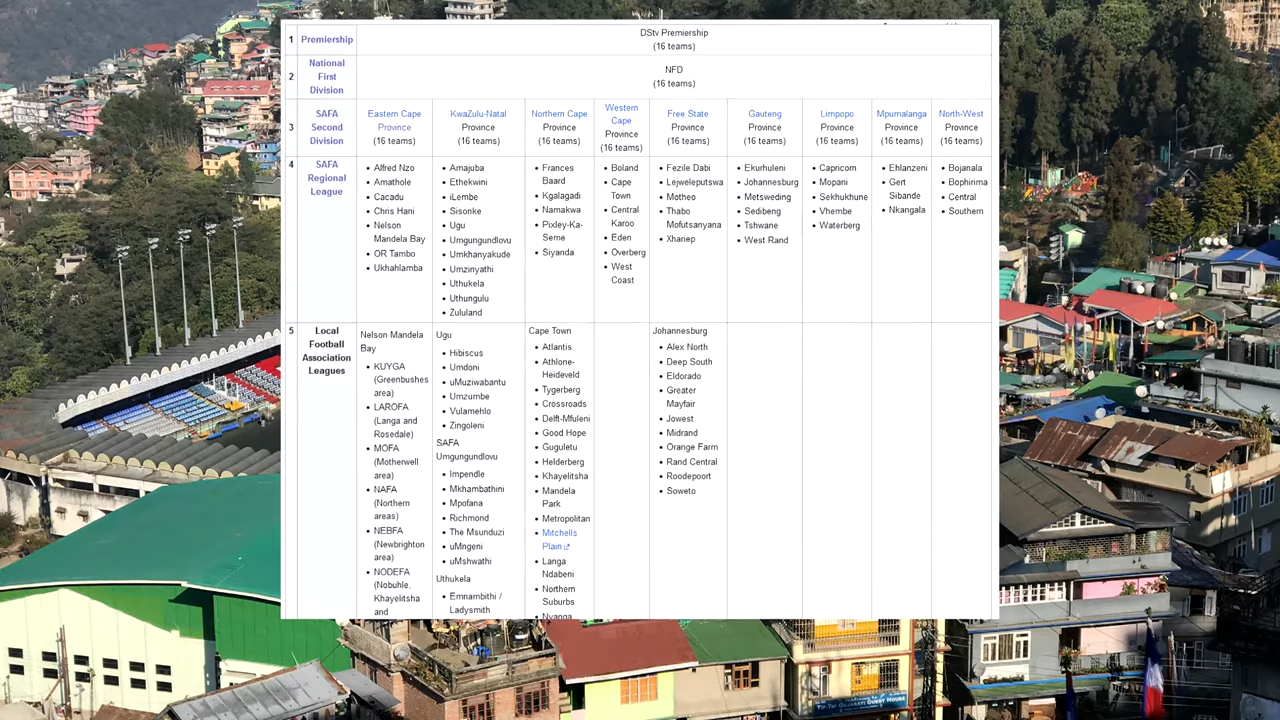 1 Premiership DStv Premiership
(16 teams)
2 National First Division NFD
(16 teams)
3 SAFA Second Division
Eastern Cape Province (16 teams)
KwaZulu-Natal Province (16 teams)
Northern Cape Province (16 teams)
Western Cape Province (16 teams)
Free State Province (16 teams)
Gauteng Province (16 teams)
Limpopo Province (16 teams)
Mpumalanga Province (16 teams)
North-West Province (16 teams)
4 SAFA Regional League
Alfred Nzo
Amathole
Cacadu
Chris Hani
Nelson
Mandela Bay
OR Tambo
Ukhahlamba
Amajuba
Ethekwini
iLembe
Sisonke
Ugu
Umgungundlovu
Umkhanyakude
Umzinyathi
Uthukela
Uthungulu
Zululand
Frances
Baard
Kgalagadi
Namakwa
Pixley-Ka-
Seme
Siyanda
Boland
Cape
Town
Central
Karoo
Eden
Overberg
West
Coast
Fezile Dabi
Lejweleputswa
Motheo
Thabo
Mofutsanyana
Xhariep
Ekurhuleni
Johannesburg
Metsweding
Sedibeng
Tshwane
West Rand
Capricorn
Mopani
Sekhukhune
Vhembe
Waterberg
Ehlanzeni
Gert
Sibande
Nkangala
Bojanala
Bophirima
Central
Southern
5 Local Football Association Leagues
Nelson Mandela
Bay
KUYGA
(Greenbushes
area)
LAROFA
(Langa and
Rosedale)
MOFA
(Motherwell
area)
NAFA
(Northern
areas)
NEBFA
(Newbrighton
area)
NODEFA
(Nobuhle,
Khayelitsha
and
Ugu
Hibiscus
Umdoni
uMuziwabantu
Umzumbe
Vulamehlo
Zingoleni
SAFA
Umgungundlovu
Impendle
Mkhambathini
Mpofana
Richmond
The Msunduzi
uMngeni
uMshwathi
Uthukela
Emnambithi /
Ladysmith
Cape Town
Atlantis
Athlone-
Heideveld
Tygerberg
Crossroads
Delft-Mfuleni
Good Hope
Guguletu
Helderberg
Khayelitsha
Mandela
Park
Metropolitan
Mitchells
Plain
Langa
Ndabeni
Northern
Suburbs
Nyanga
Johannesburg
Alex North
Deep South
Eldorado
Greater
Mayfair
Jowest
Midrand
Orange Farm
Rand Central
Roodepoort
Soweto